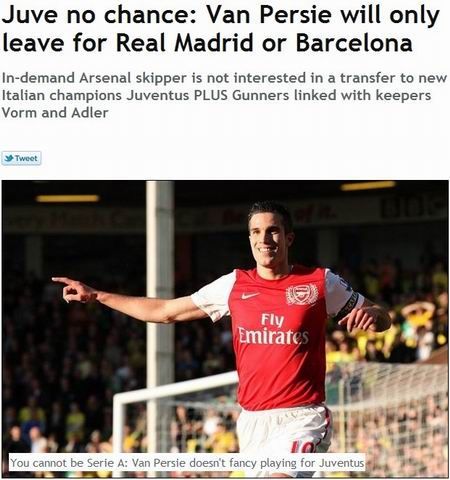 Juve no chance: Van Persie will only
leave for Real Madrid or Barcelona
In-demand Arsenal skipper is not interested in a transfer to new
Italian champions Juventus PLUS Gunners linked with keepers
Vorm and Adler
Tweet
Fly
Emirates
10
You cannot be Serie A: Van Persie doesn't fancy playing for Juventus